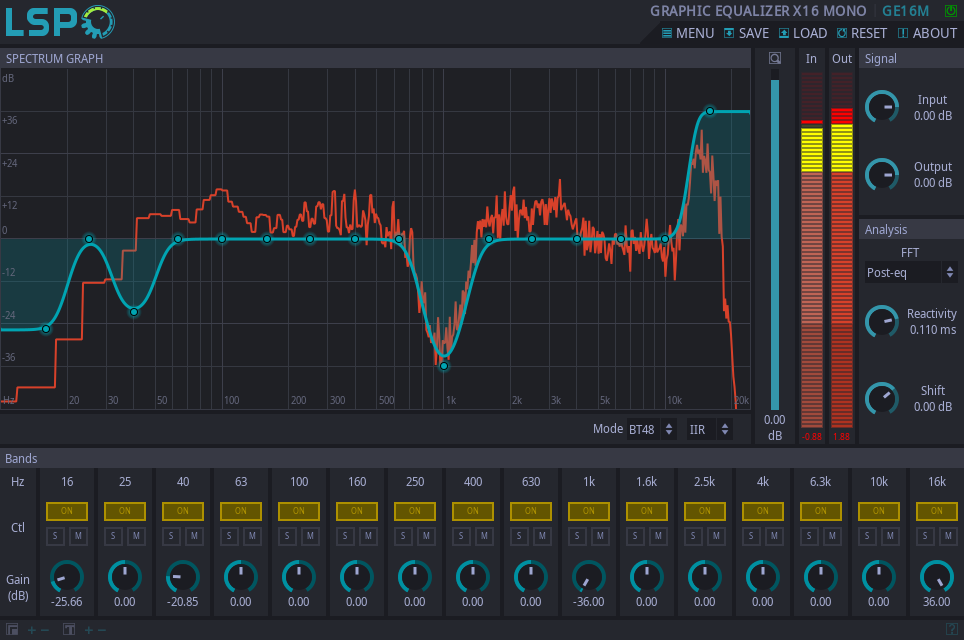 LSP
GRAPHIC EQUALIZER X16 MONO GE16M
MENU SAVE LOAD RESET ABOUT
SPECTRUM GRAPH
dB
+36
+24
+12
0
-12
-24
-36
Hz 20 30 50 100 200 300 500 1k 2k 3k 5k 10k 20k
Mode BT48 IIR
0.00
dB
In Out
-0.88 1.88
Signal
Input
0.00 dB
Output
0.00 dB
Analysis
FFT
Post-eq
Reactivity
0.110 ms
Shift
0.00 dB
Bands
Hz 16 25 40 63 100 160 250 400 630 1k 1.6k 2.5k 4k 6.3k 10k 16k
ON ON ON ON ON ON ON ON ON ON ON ON ON ON ON ON
Ctl
S M S M S M S M S M S M S M S M S M S M S M S M S M S M S M S M
Gain
(dB)
-25.66 0.00 -20.85 0.00 0.00 0.00 0.00 0.00 0.00 -36.00 0.00 0.00 0.00 0.00 0.00 36.00
+ − T + − ?